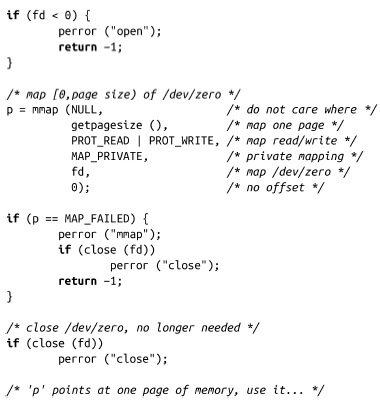 if (fd < 0) {
        perror ("open");
        return -1;
}

/* map [0,page size) of /dev/zero */
p = mmap (NULL,                  /* do not care where */
          getpagesize (),        /* map one page */
          PROT_READ | PROT_WRITE, /* map read/write */
          MAP_PRIVATE,           /* private mapping */
          fd,                    /* map /dev/zero */
          0);                    /* no offset */

if (p == MAP_FAILED) {
        perror ("mmap");
        if (close (fd))
                perror ("close");
        return -1;
}

/* close /dev/zero, no longer needed */
if (close (fd))
        perror ("close");

/* 'p' points at one page of memory, use it... */